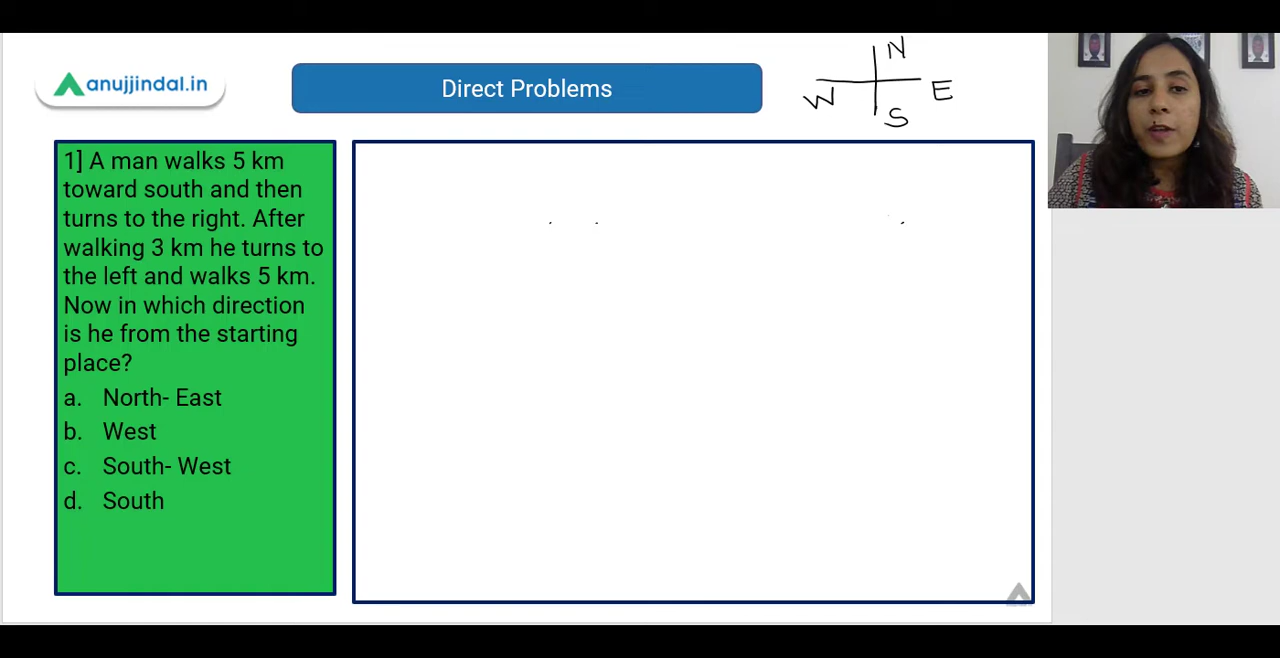 anujjindal.in
Direct Problems
N
W
E
S
1] A man walks 5 km
toward south and then
turns to the right. After
walking 3 km he turns to
the left and walks 5 km.
Now in which direction
is he from the starting
place?
a. North- East
b. West
c. South- West
d. South